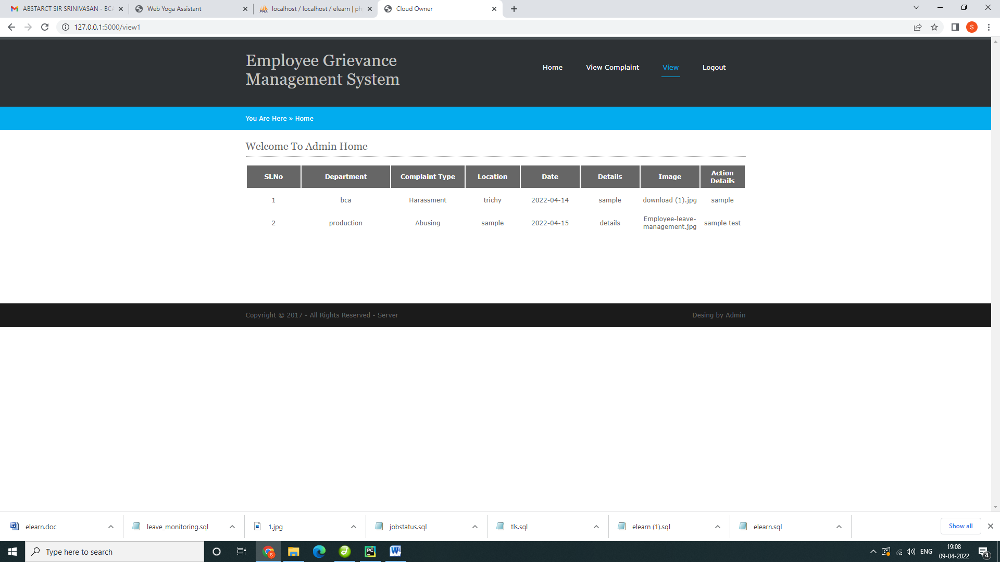 ABSTARCT SIR SRINIVASAN - BCA
Web Yoga Assistant
localhost / localhost / elearn | ph
Cloud Owner
127.0.0.1:5000/view1
S
Employee Grievance
Management System
Home
View Complaint
View
Logout
You Are Here » Home
Welcome To Admin Home
Sl.No Department Complaint Type Location Date Details Image Action Details
1 bca Harassment trichy 2022-04-14 sample download (1).jpg sample
2 production Abusing sample 2022-04-15 details Employee-leave-management.jpg sample test
Copyright © 2017 - All Rights Reserved - Server
Desing by Admin
elearn.doc
leave_monitoring.sql
1.jpg
jobstatus.sql
tls.sql
elearn (1).sql
elearn.sql
Show all
Type here to search
ENG
19:08
09-04-2022
4